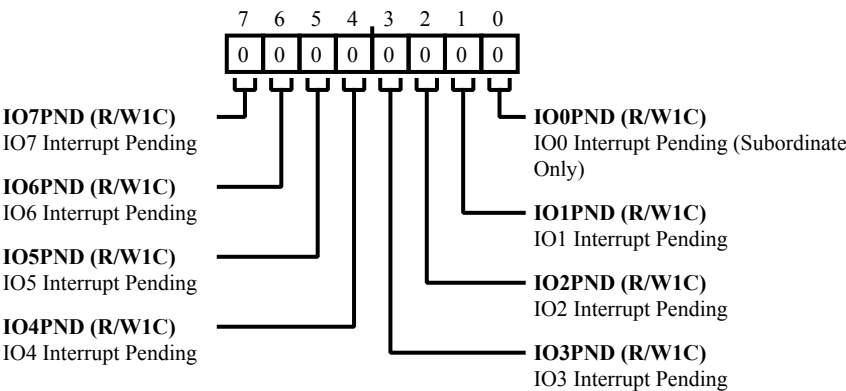 7 6 5 4 3 2 1 0
0 0 0 0 0 0 0 0
IO7PND (R/W1C)
IO7 Interrupt Pending
IO6PND (R/W1C)
IO6 Interrupt Pending
IO5PND (R/W1C)
IO5 Interrupt Pending
IO4PND (R/W1C)
IO4 Interrupt Pending
IO0PND (R/W1C)
IO0 Interrupt Pending (Subordinate
Only)
IO1PND (R/W1C)
IO1 Interrupt Pending
IO2PND (R/W1C)
IO2 Interrupt Pending
IO3PND (R/W1C)
IO3 Interrupt Pending